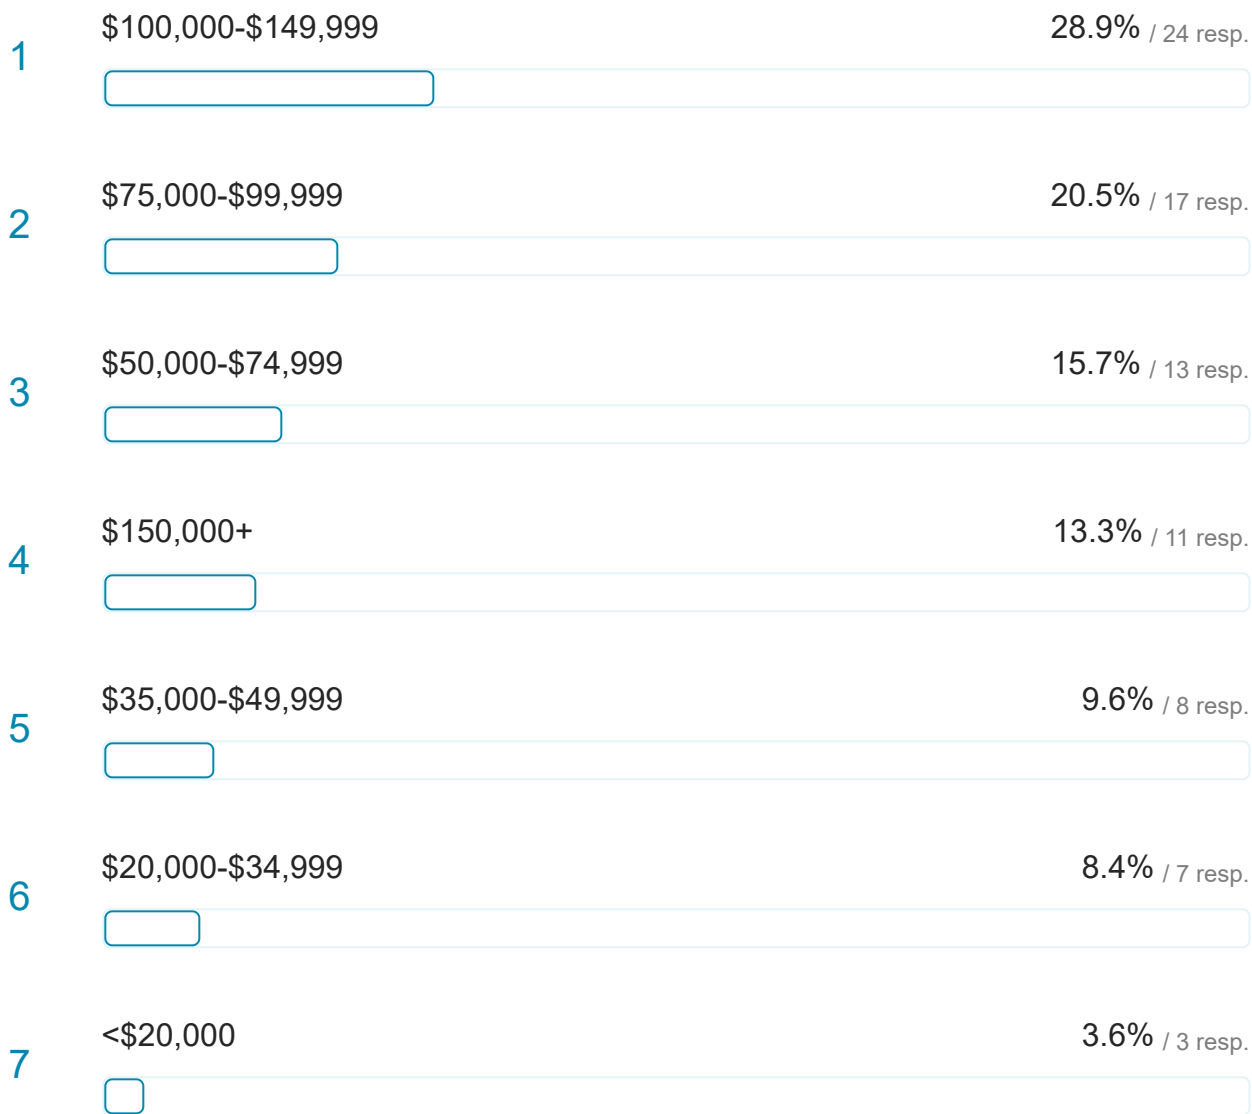 1 $100,000-$149,999 28.9% / 24 resp.
2 $75,000-$99,999 20.5% / 17 resp.
3 $50,000-$74,999 15.7% / 13 resp.
4 $150,000+ 13.3% / 11 resp.
5 $35,000-$49,999 9.6% / 8 resp.
6 $20,000-$34,999 8.4% / 7 resp.
7 <$20,000 3.6% / 3 resp.